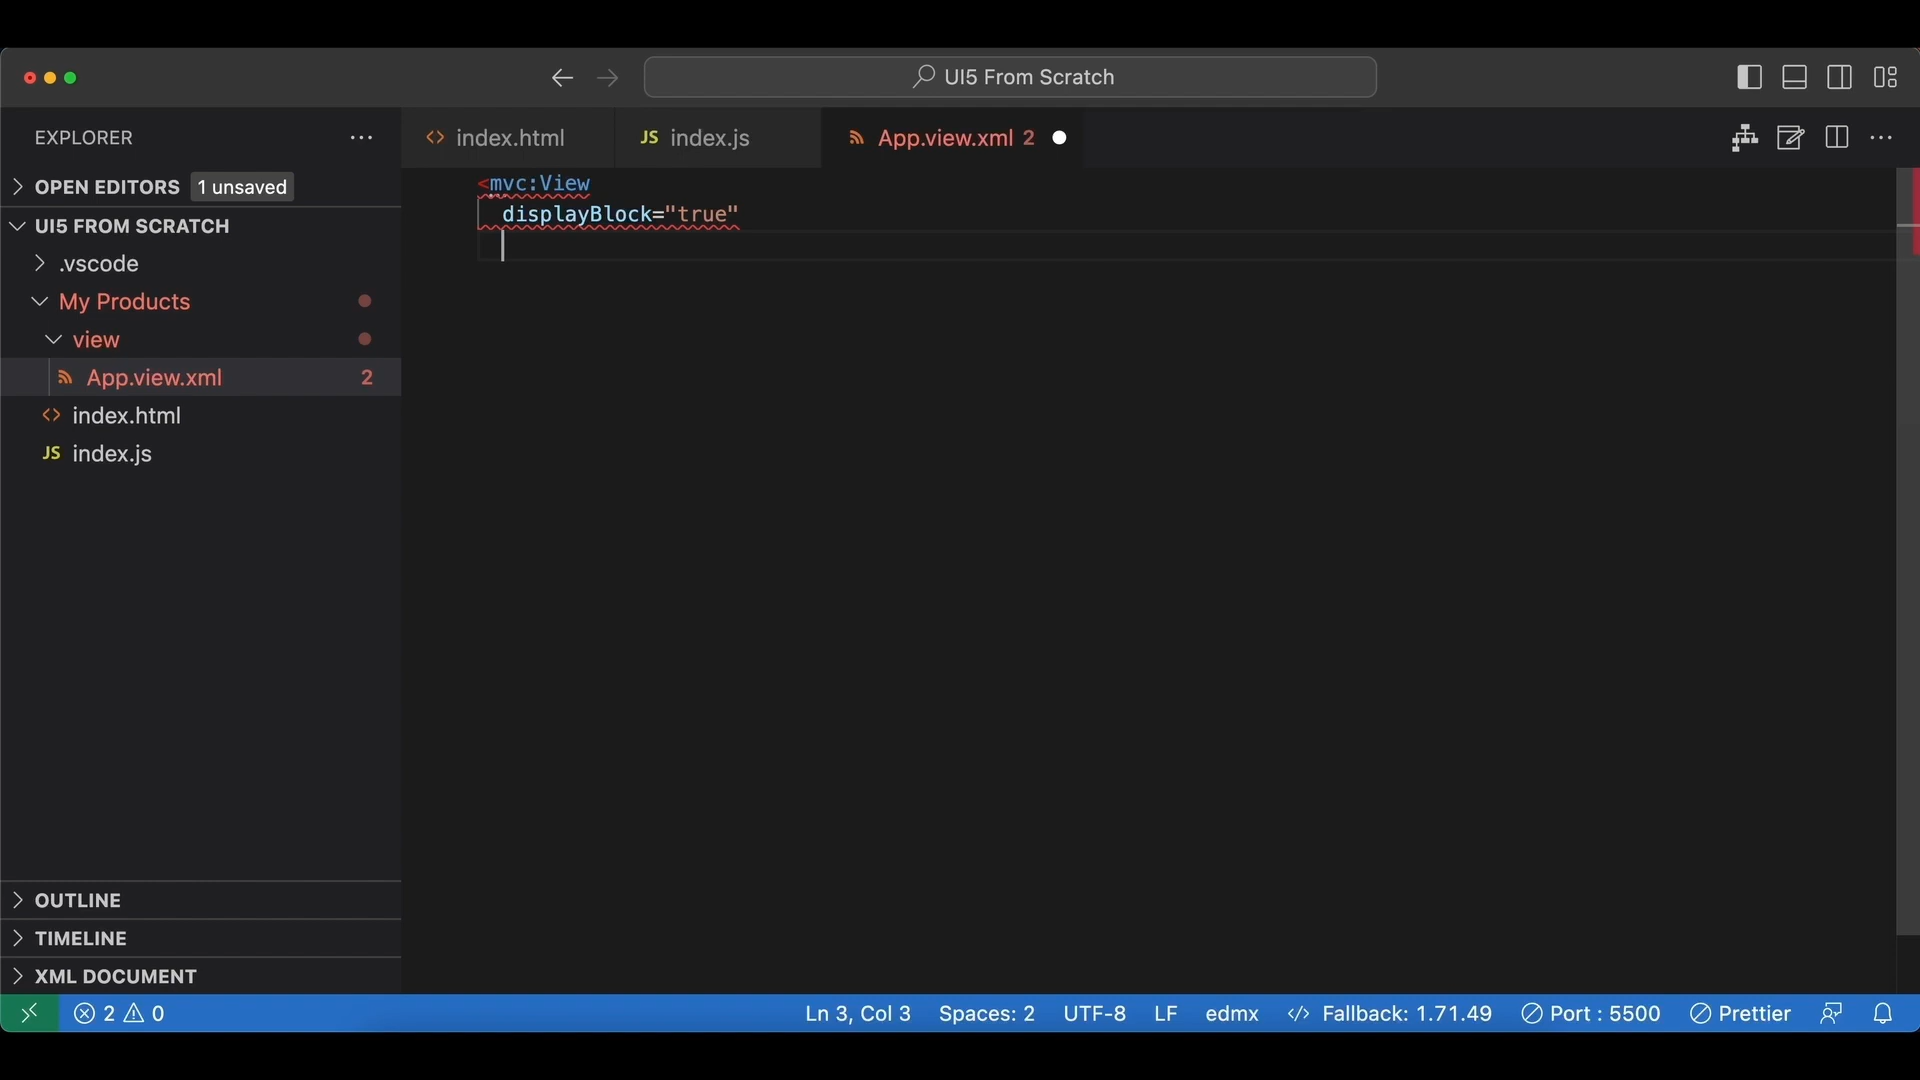 UI5 From Scratch
EXPLORER
index.html
JS index.js
App.view.xml 2
OPEN EDITORS 1 unsaved
<mvc:View
displayBlock="true"
UI5 FROM SCRATCH
.vscode
My Products
view
App.view.xml 2
index.html
JS index.js
OUTLINE
TIMELINE
XML DOCUMENT
2 0 Ln 3, Col 3 Spaces: 2 UTF-8 LF edmx Fallback: 1.71.49 Port : 5500 Prettier